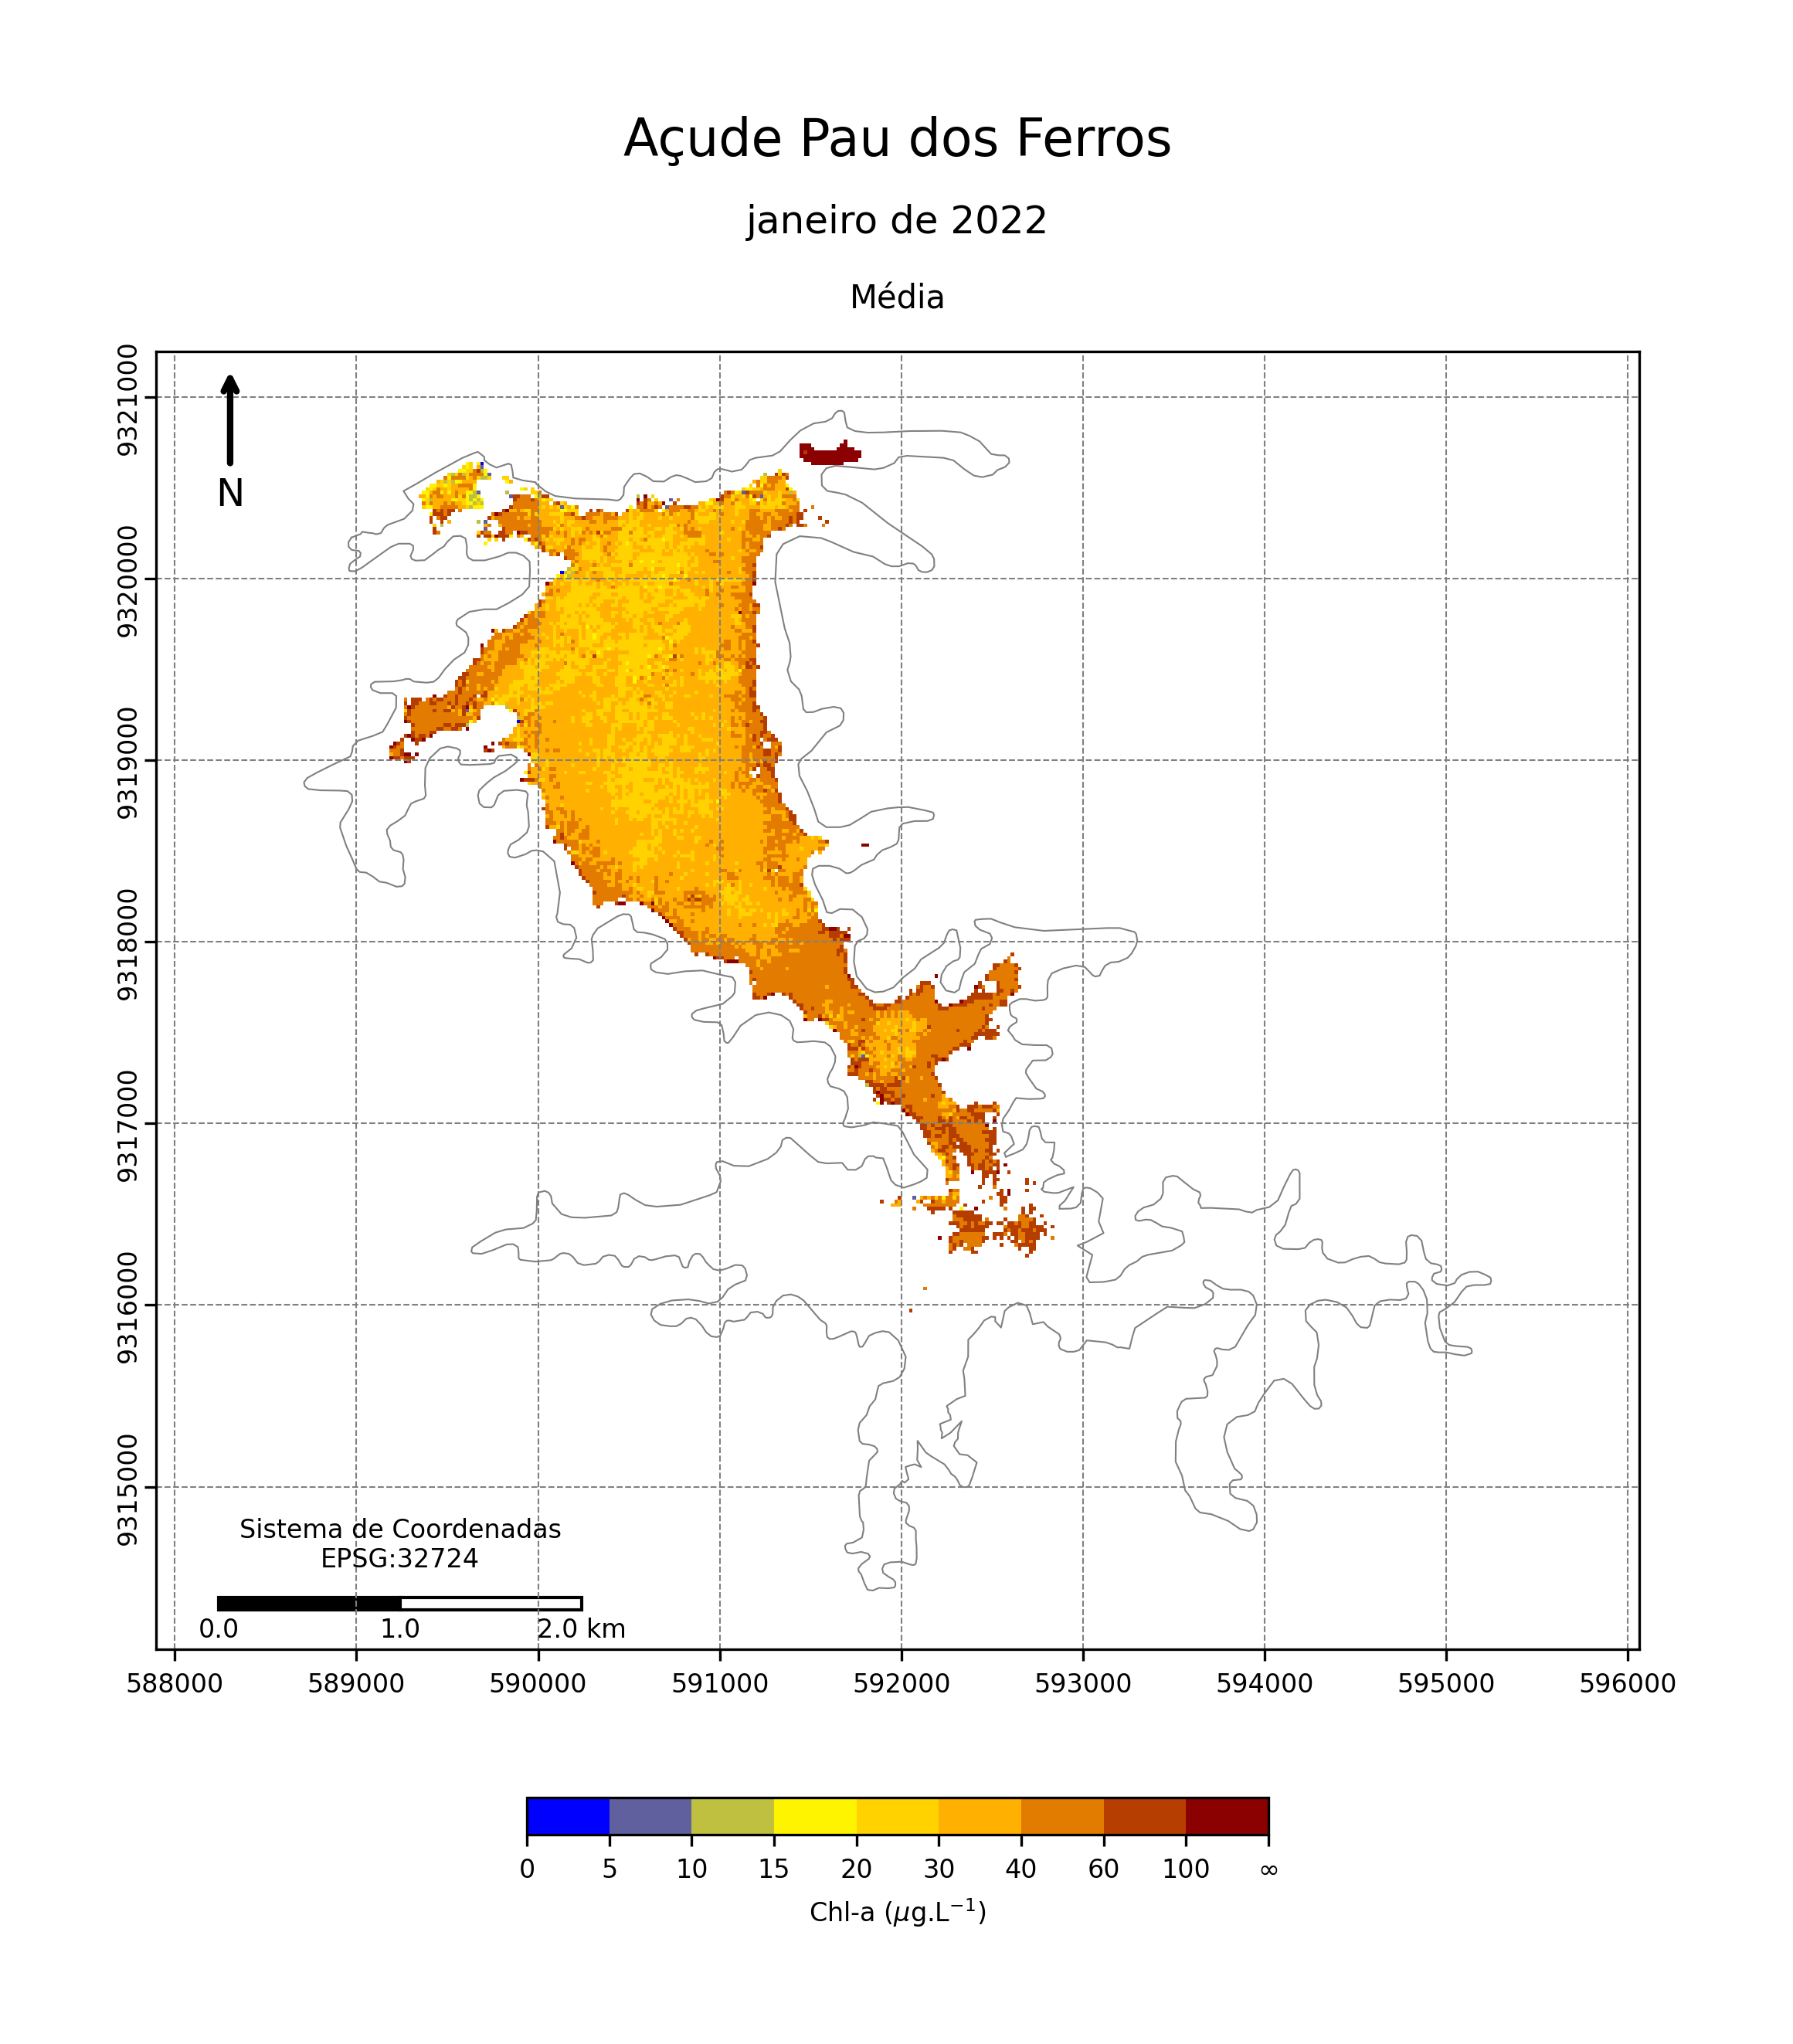 Açude Pau dos Ferros
janeiro de 2022
Média
9321000
9320000
9319000
9318000
9317000
9316000
9315000
N
Sistema de Coordenadas
EPSG:32724
0.0 1.0 2.0 km
588000 589000 590000 591000 592000 593000 594000 595000 596000
0 5 10 15 20 30 40 60 100 ∞
Chl-a (μg.L⁻¹)